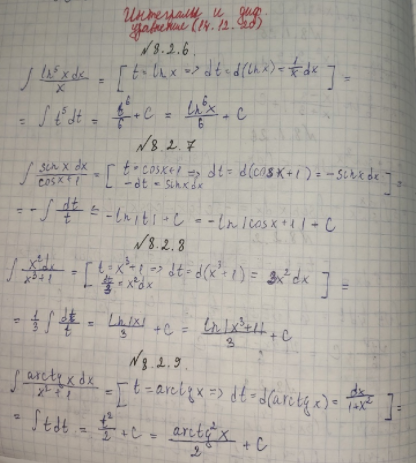 Интегралы и диф.
уравнение (14.12.20)
№8.2.6.
∫ ln⁵x dx / x = [ t = ln x => dt = d(ln x) = 1/x dx ] =
= ∫ t⁵ dt = t⁶/6 + C = ln⁶x/6 + C
№8.2.7
∫ sin x dx / cos x + 1 = [ t = cos x + 1 => dt = d(cos x + 1) = -sin x dx
-dt = sin x dx ] =
= -∫ dt/t = -ln|t| + C = -ln|cos x + 1| + C
№8.2.8
∫ x² dx / x³ + 1 = [ t = x³ + 1 => dt = d(x³ + 1) = 3x² dx
dt/3 = x² dx ] =
= 1/3 ∫ dt/t = ln|x|/3 + C = ln|x³ + 1|/3 + C
№8.2.9.
∫ arctg x dx / x² + 1 = [ t = arctg x => dt = d(arctg x) = dx/1 + x² ] =
= ∫ t dt = t²/2 + C = arctg²x/2 + C